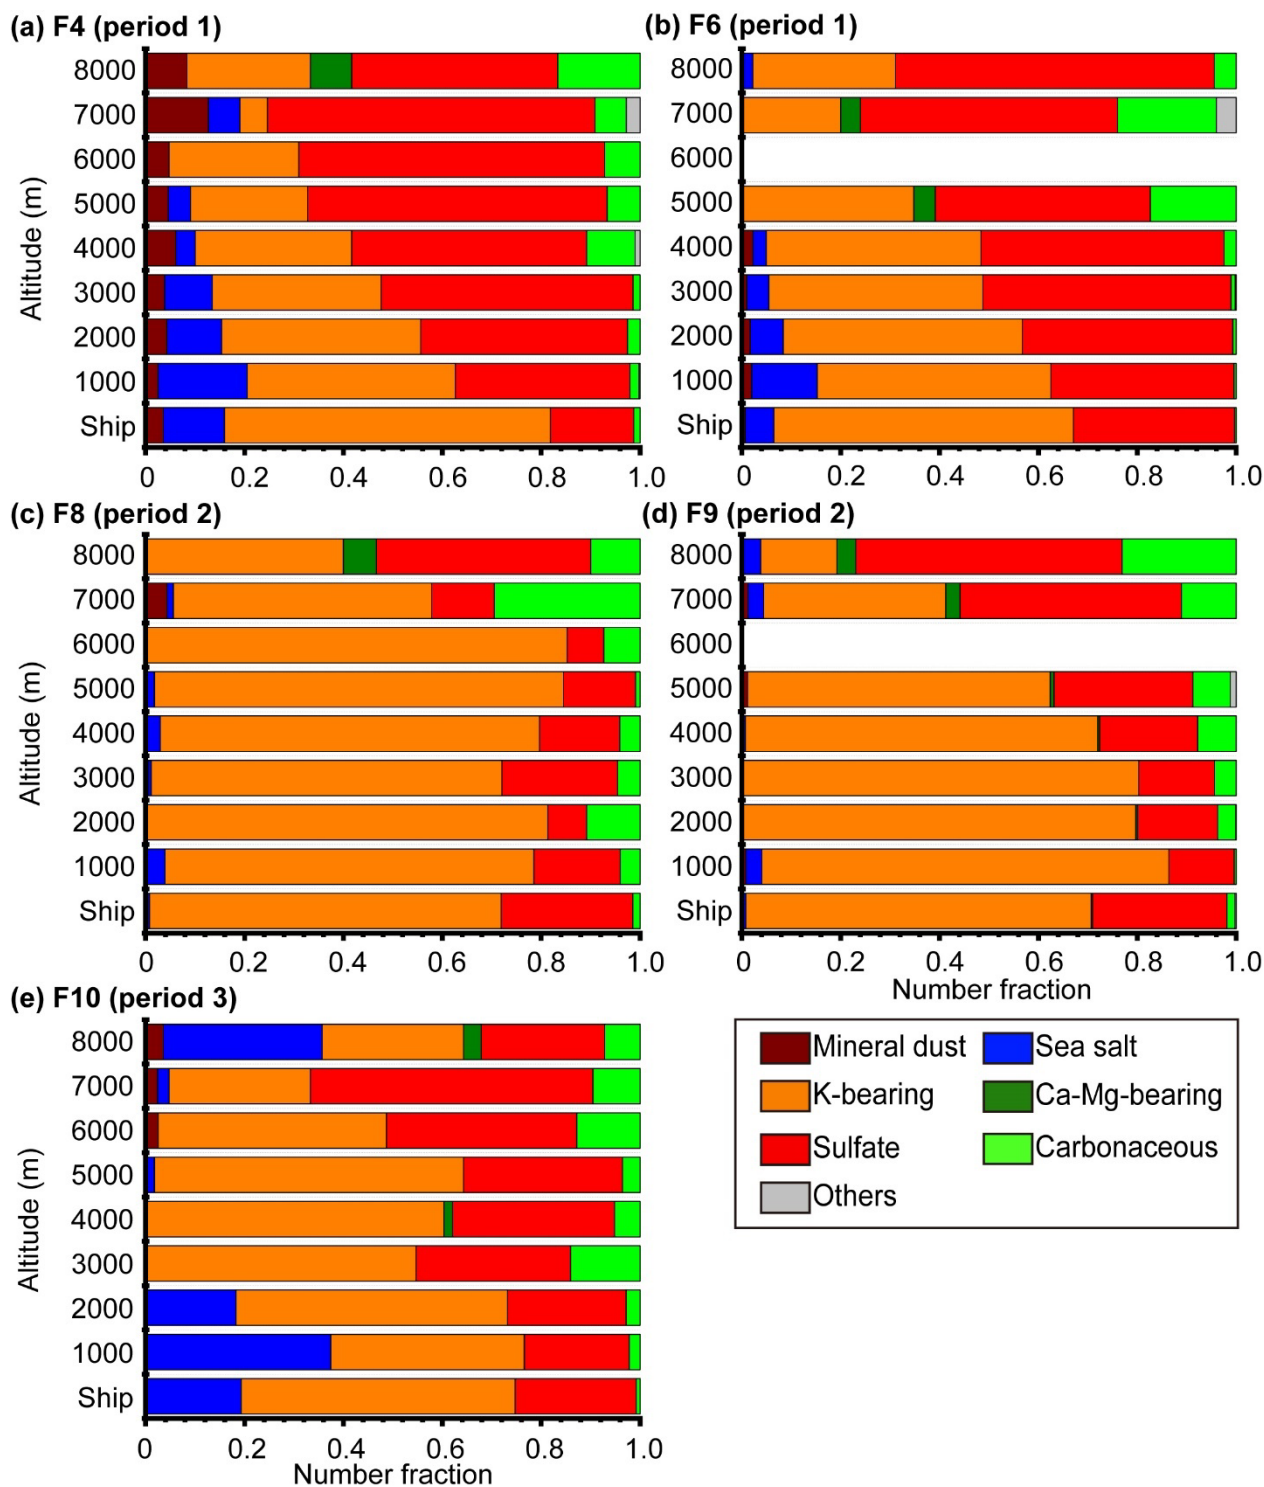 (a) F4 (period 1)
8000
7000
6000
5000
4000
3000
2000
1000
Ship
Altitude (m)
0 0.2 0.4 0.6 0.8 1.0
(b) F6 (period 1)
8000
7000
6000
5000
4000
3000
2000
1000
Ship
0 0.2 0.4 0.6 0.8 1.0
(c) F8 (period 2)
8000
7000
6000
5000
4000
3000
2000
1000
Ship
Altitude (m)
0 0.2 0.4 0.6 0.8 1.0
(d) F9 (period 2)
8000
7000
6000
5000
4000
3000
2000
1000
Ship
0 0.2 0.4 0.6 0.8 1.0
Number fraction
(e) F10 (period 3)
8000
7000
6000
5000
4000
3000
2000
1000
Ship
Altitude (m)
0 0.2 0.4 0.6 0.8 1.0
Number fraction
Mineral dust
Sea salt
K-bearing
Ca-Mg-bearing
Sulfate
Carbonaceous
Others